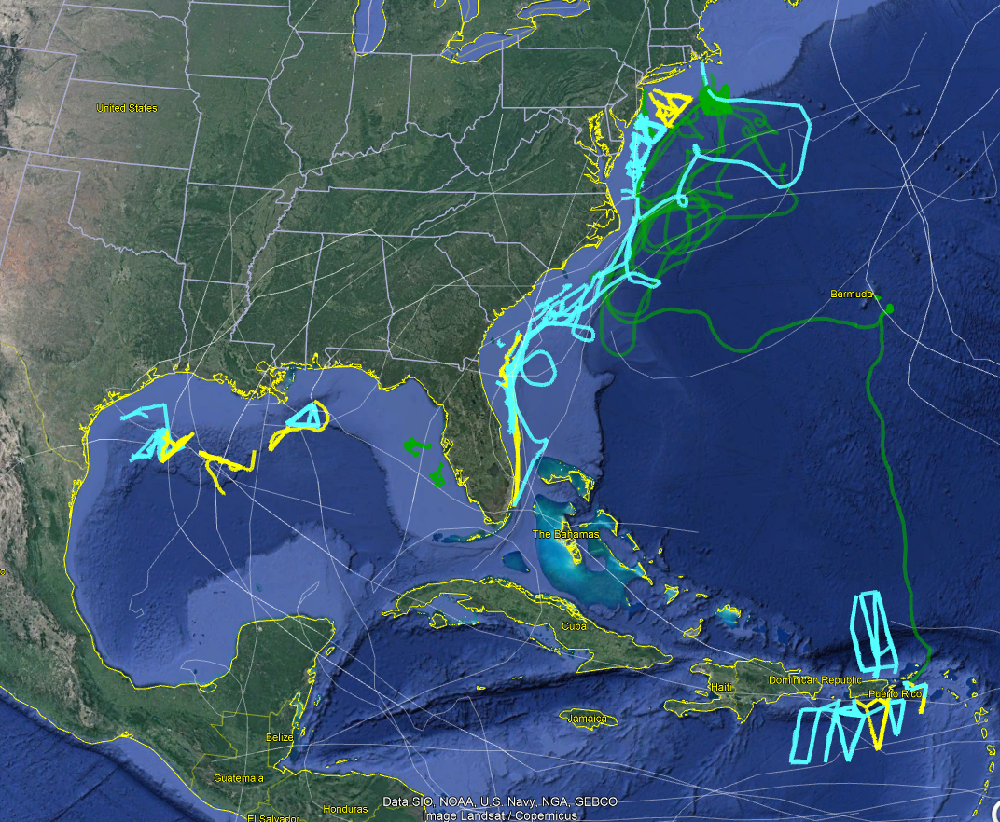 United States
Bermuda
The Bahamas
Cuba
Dominican Republic
Haiti
Puerto Rico
Jamaica
Belize
Guatemala
Honduras
El Salvador
Data SIO, NOAA, U.S. Navy, NGA, GEBCO
Image Landsat / Copernicus